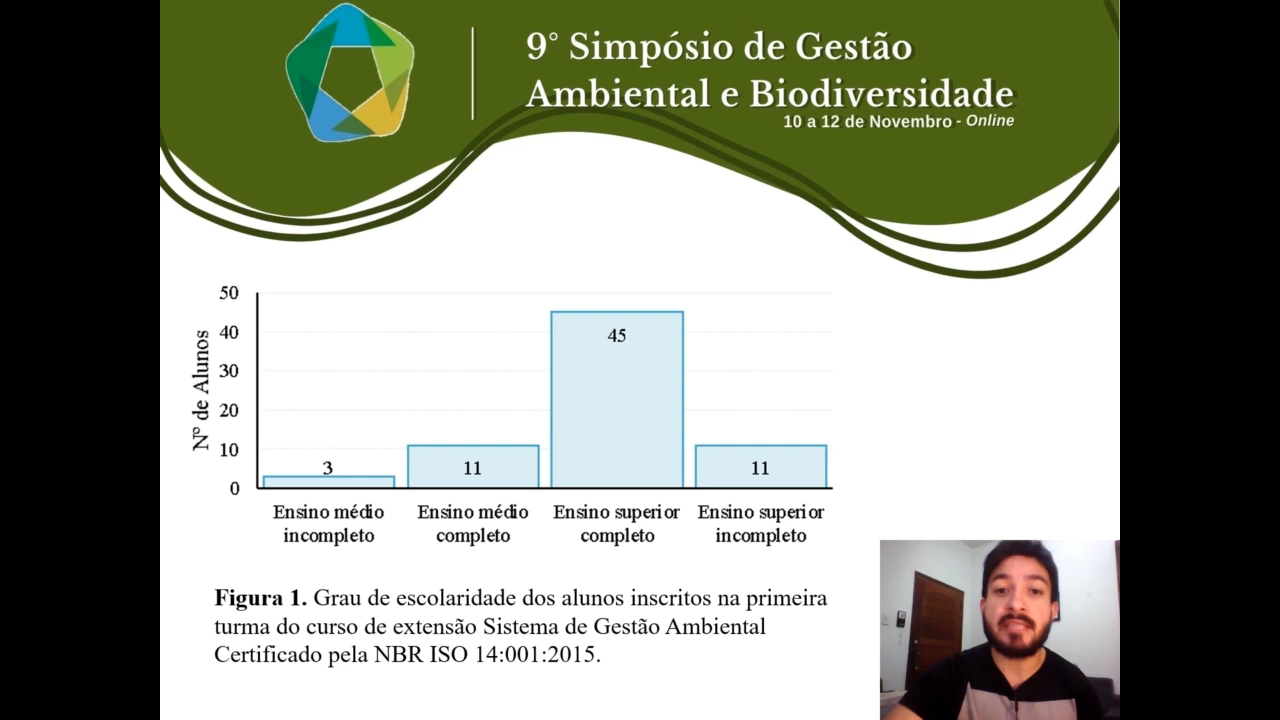 9° Simpósio de Gestão
Ambiental e Biodiversidade
10 a 12 de Novembro - Online
Nº de Alunos
50
40
30
20
10
0
3
11
45
11
Ensino médio incompleto
Ensino médio completo
Ensino superior completo
Ensino superior incompleto
Figura 1. Grau de escolaridade dos alunos inscritos na primeira
turma do curso de extensão Sistema de Gestão Ambiental
Certificado pela NBR ISO 14:001:2015.